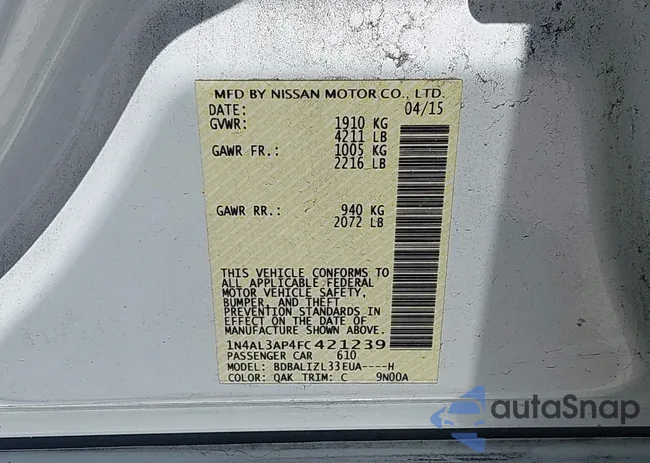 MFD BY NISSAN MOTOR CO., LTD.
DATE: 04/15
GVWR: 1910 KG
4211 LB
GAWR FR.: 1005 KG
2216 LB
GAWR RR.: 940 KG
2072 LB
THIS VEHICLE CONFORMS TO
ALL APPLICABLE FEDERAL
MOTOR VEHICLE SAFETY,
BUMPER, AND THEFT
PREVENTION STANDARDS IN
EFFECT ON THE DATE OF
MANUFACTURE SHOWN ABOVE.
1N4AL3AP4FC421239
PASSENGER CAR 610
MODEL: BDBALIZL33EUA----H
COLOR: QAK TRIM: C 9N00A
autaSnap